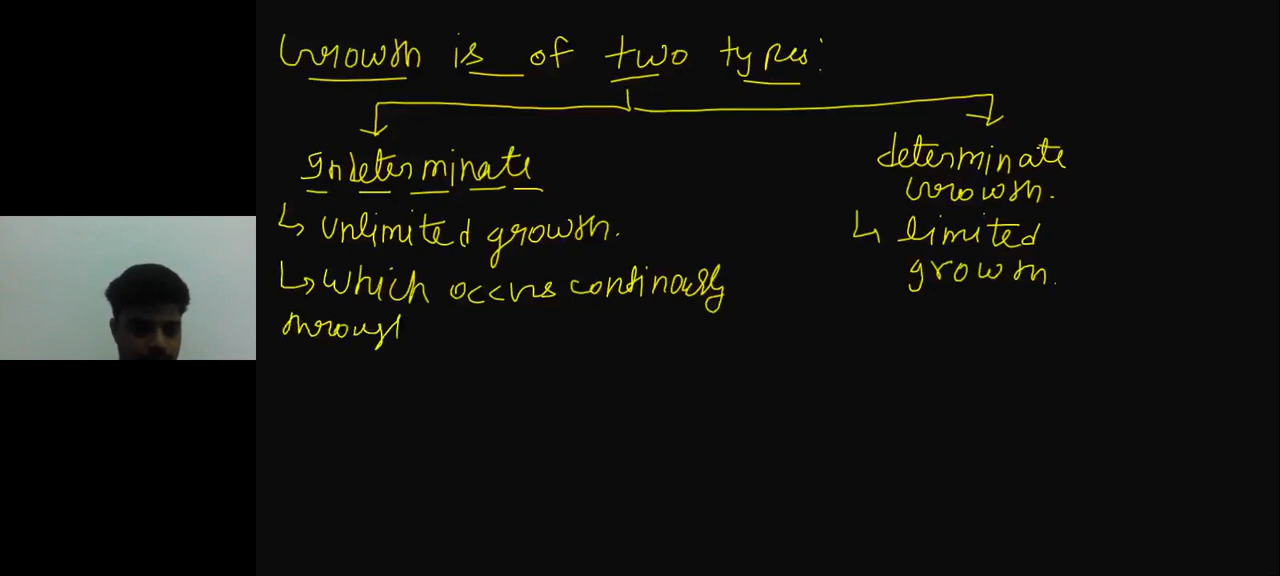 Growth is of two types:
Indeterminate
↳ unlimited growth.
↳ which occurs continously
through
determinate
Growth.
↳ limited
growth.